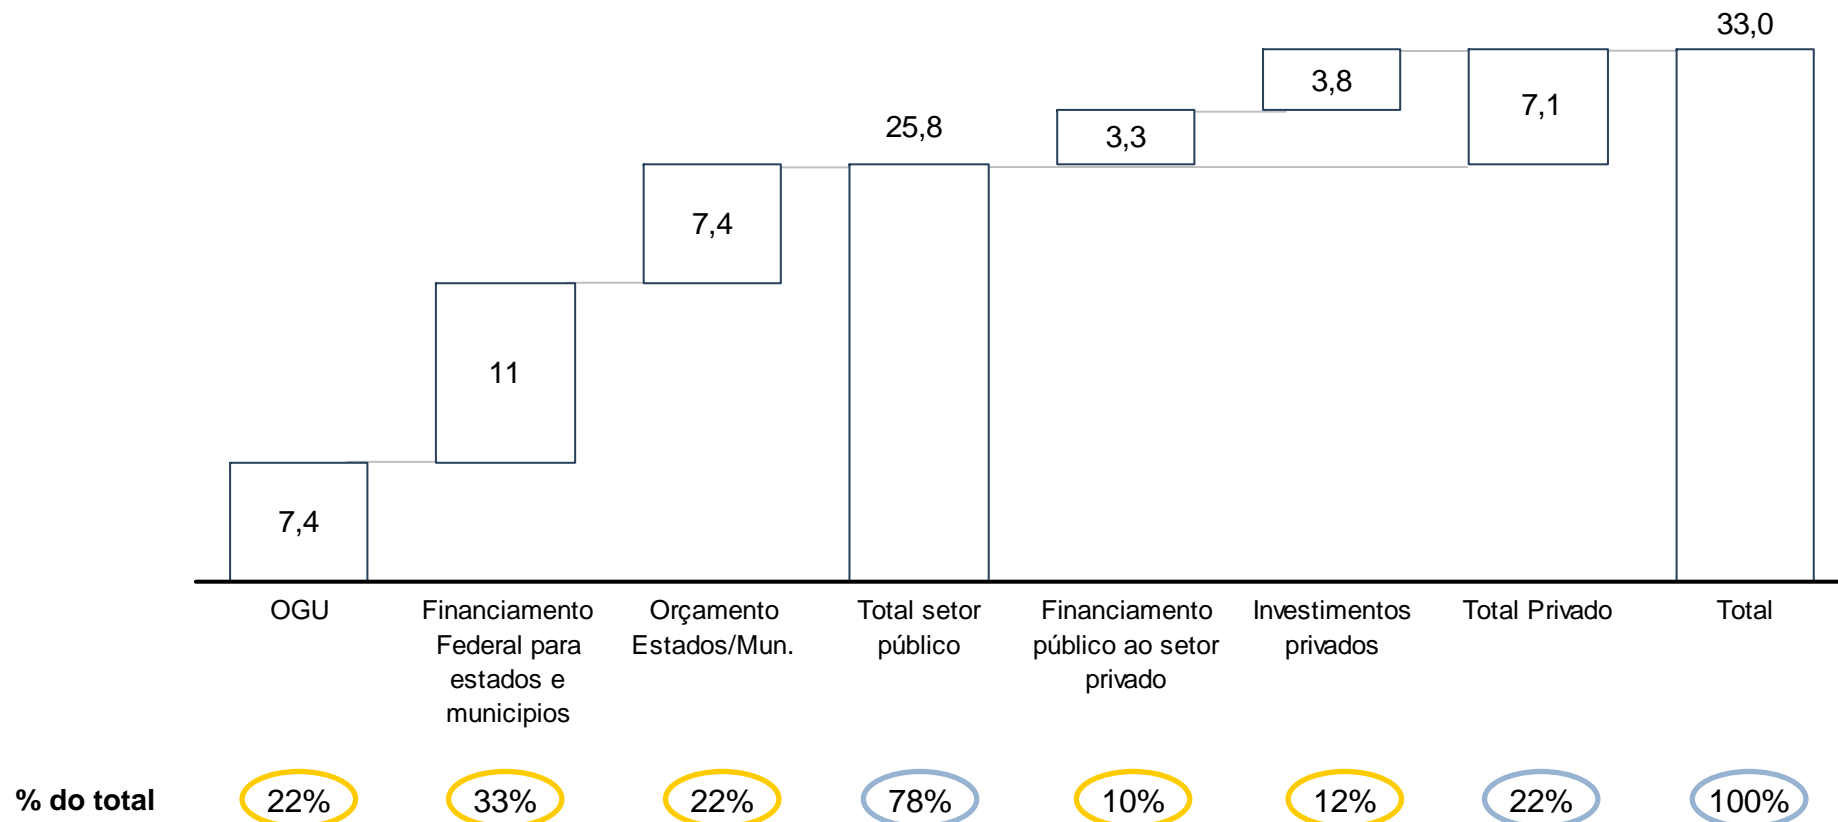 33,0
3,8
7,1
25,8
3,3
7,4
11
7,4
OGU
Financiamento
Federal para
estados e
municipios
Orçamento
Estados/Mun.
Total setor
público
Financiamento
público ao setor
privado
Investimentos
privados
Total Privado
Total
% do total
22%
33%
22%
78%
10%
12%
22%
100%